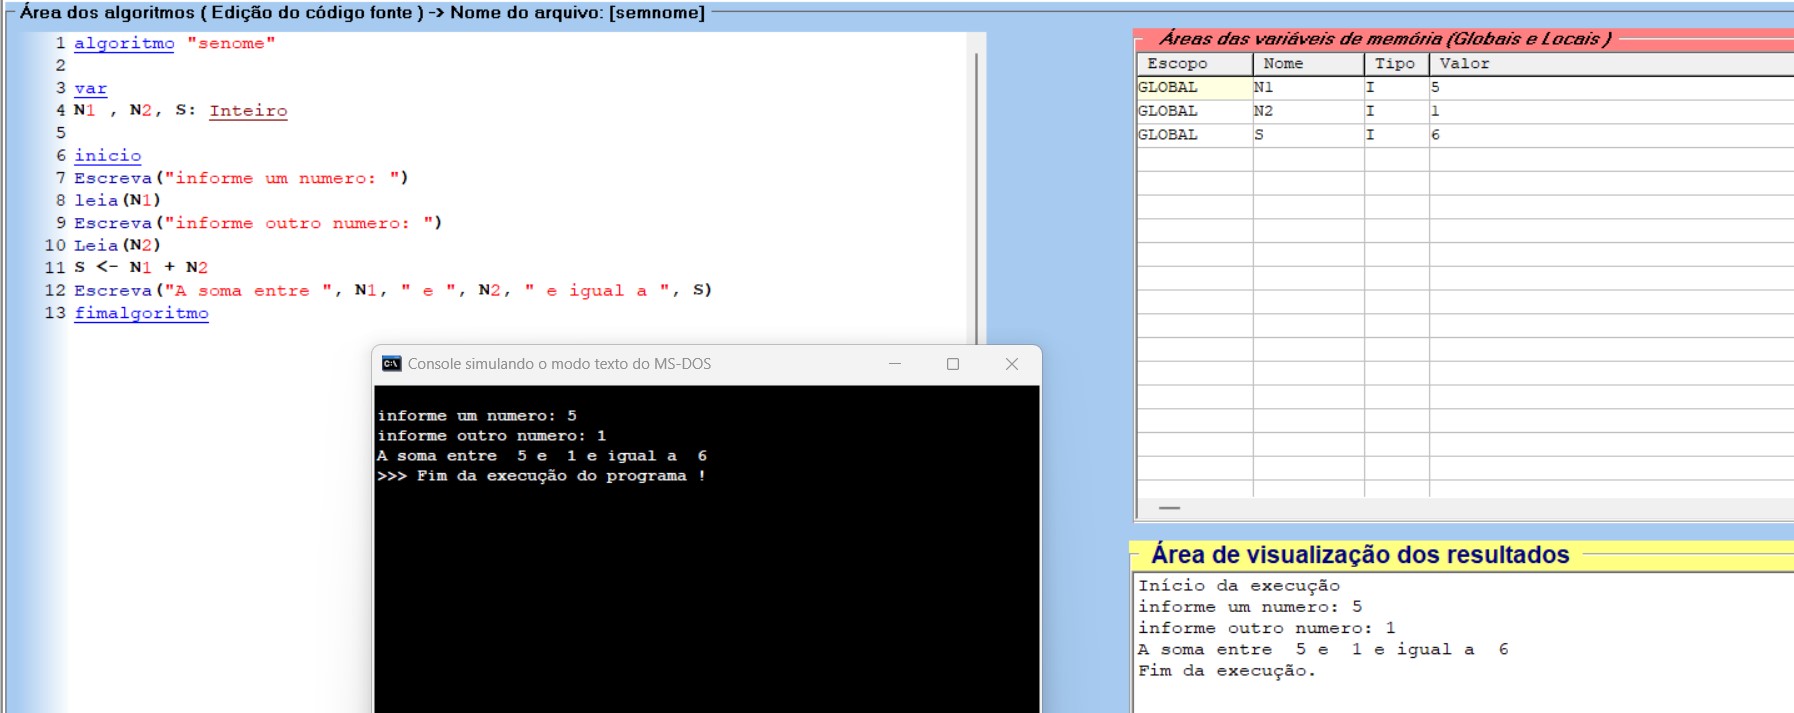 Área dos algoritmos ( Edição do código fonte ) -> Nome do arquivo: [semnome]
1 algoritmo "senome"
2
3 var
4 N1 , N2, S: Inteiro
5
6 inicio
7 Escreva("informe um numero: ")
8 leia(N1)
9 Escreva("informe outro numero: ")
10 Leia(N2)
11 S <- N1 + N2
12 Escreva("A soma entre ", N1, " e ", N2, " e igual a ", S)
13 fimalgoritmo
C:\ Console simulando o modo texto do MS-DOS
informe um numero: 5
informe outro numero: 1
A soma entre  5 e  1 e igual a  6
>>> Fim da execução do programa !
Áreas das variáveis de memória (Globais e Locais )
Escopo Nome Tipo Valor
GLOBAL N1 I 5
GLOBAL N2 I 1
GLOBAL S I 6
Área de visualização dos resultados
Início da execução
informe um numero: 5
informe outro numero: 1
A soma entre  5 e  1 e igual a  6
Fim da execução.